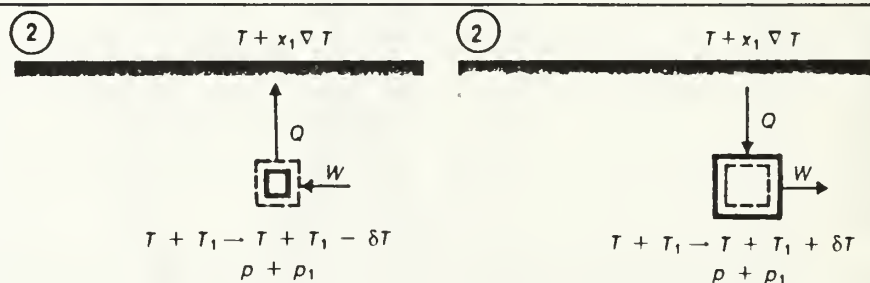 2
T + x₁ ∇ T
Q
W
T + T₁ → T + T₁ − δT
p + p₁
2
T + x₁ ∇ T
Q
W
T + T₁ → T + T₁ + δT
p + p₁